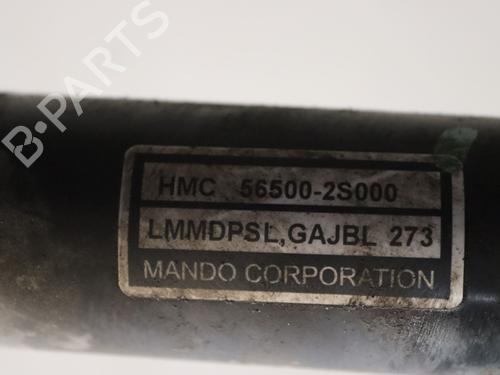 B-PARTS
HMC 56500-2S000
LMMDPSL,GAJBL 273
MANDO CORPORATION